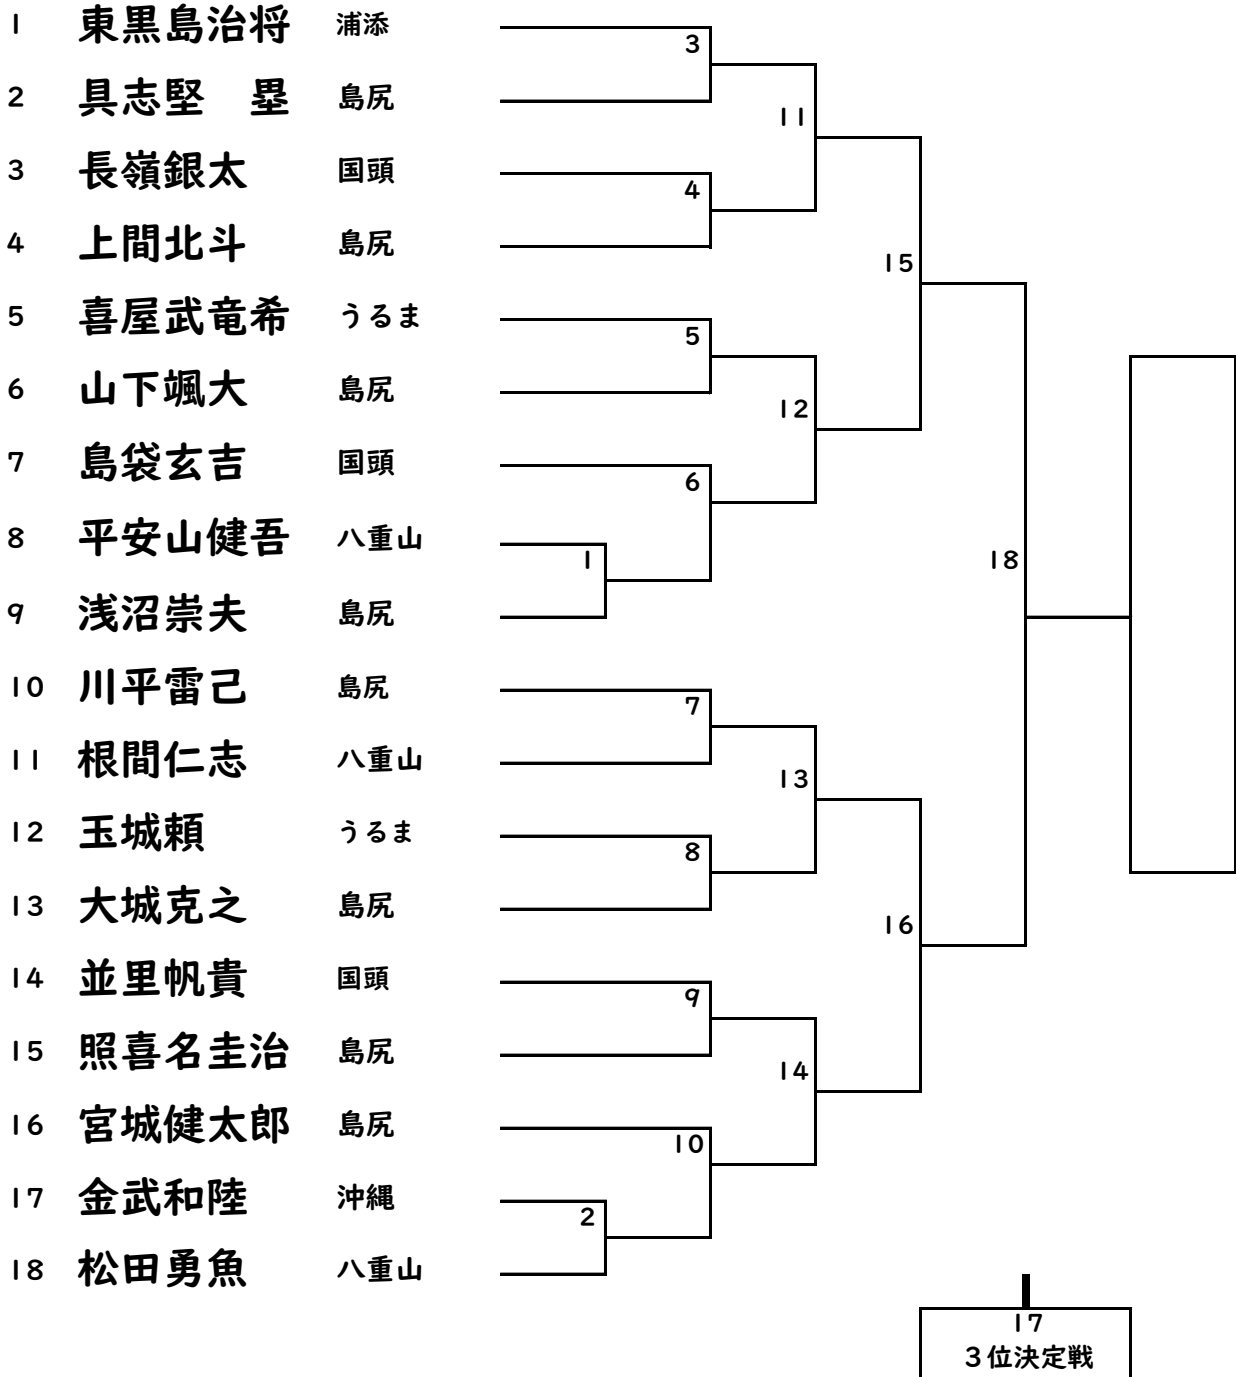 1 東黒島治将 浦添
2 具志堅　塁 島尻
3 長嶺銀太 国頭
4 上間北斗 島尻
5 喜屋武竜希 うるま
6 山下颯大 島尻
7 島袋玄吉 国頭
8 平安山健吾 八重山
9 浅沼崇夫 島尻
10 川平雷己 島尻
11 根間仁志 八重山
12 玉城頼 うるま
13 大城克之 島尻
14 並里帆貴 国頭
15 照喜名圭治 島尻
16 宮城健太郎 島尻
17 金武和陸 沖縄
18 松田勇魚 八重山
3
11
4
15
5
12
6
1
18
7
13
8
16
9
14
10
2
17
3位決定戦